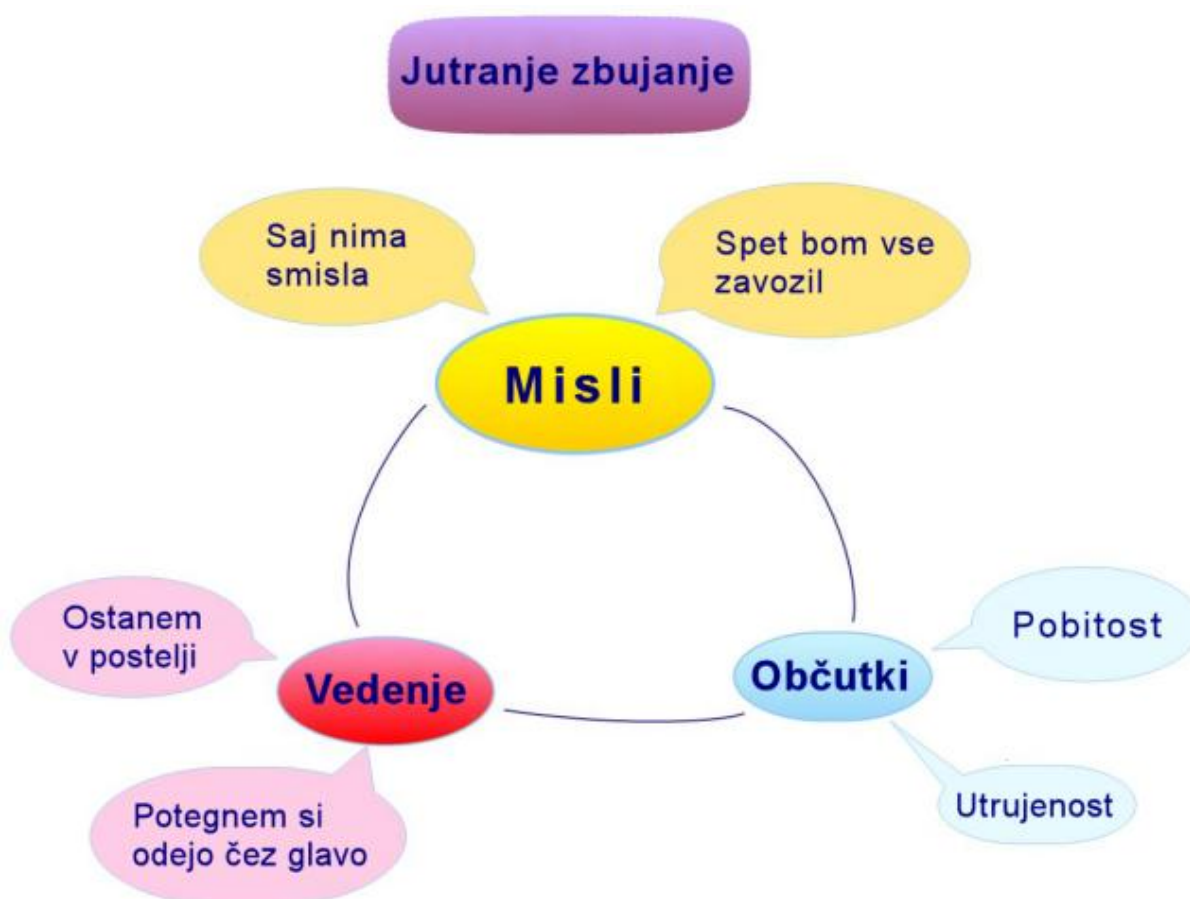 Jutranje zbujanje
Saj nima
smisla
Spet bom vse
zavozil
Misli
Ostanem
v postelji
Vedenje
Občutki
Pobitost
Potegnem si
odejo čez glavo
Utrujenost